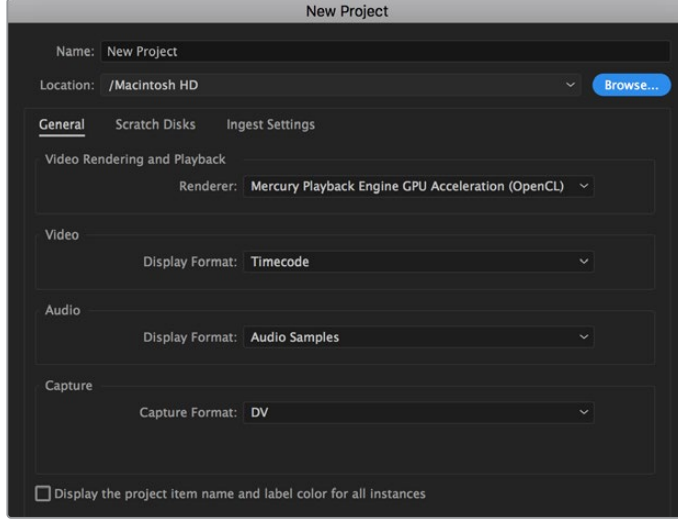 New Project
Name: New Project
Location: /Macintosh HD Browse...
General Scratch Disks Ingest Settings
Video Rendering and Playback
Renderer: Mercury Playback Engine GPU Acceleration (OpenCL)
Video
Display Format: Timecode
Audio
Display Format: Audio Samples
Capture
Capture Format: DV
Display the project item name and label color for all instances